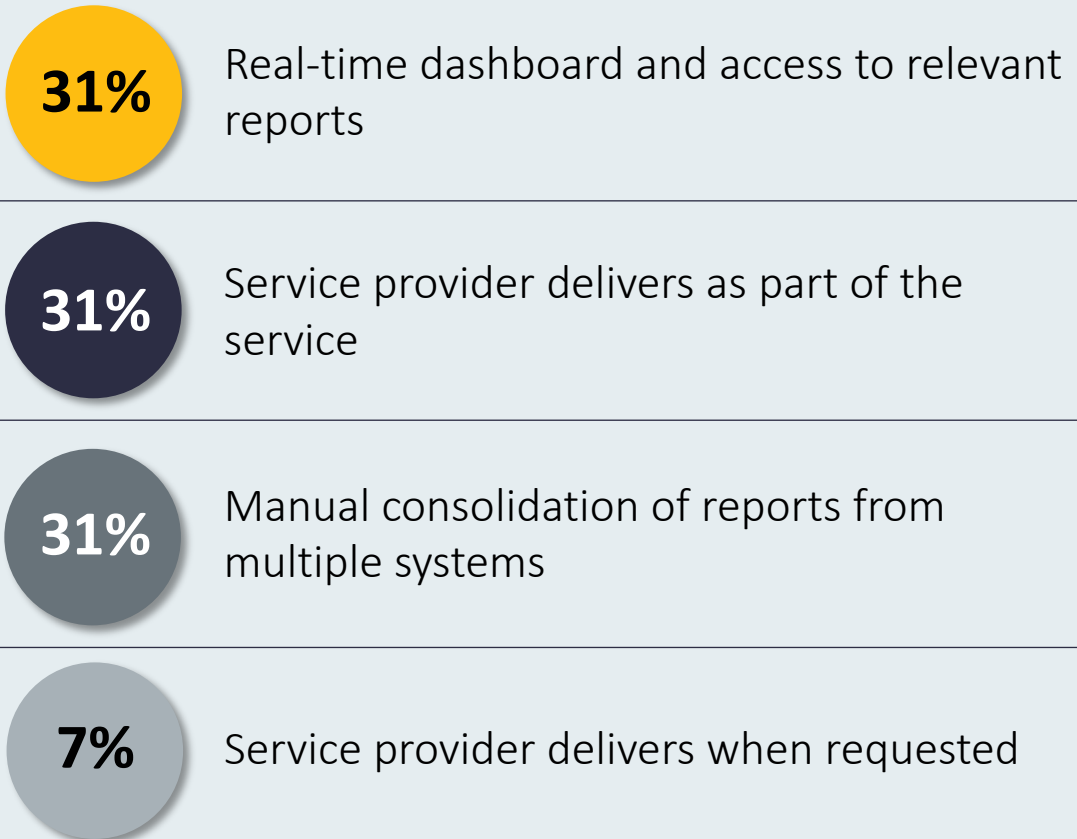 31%
Real-time dashboard and access to relevant
reports
31%
Service provider delivers as part of the
service
31%
Manual consolidation of reports from
multiple systems
7%
Service provider delivers when requested